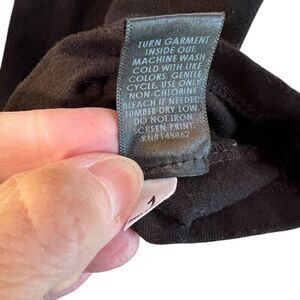 TURN GARMENT
INSIDE OUT.
MACHINE WASH
COLD WITH LIKE
COLORS. GENTLE
CYCLE. USE ONLY
NON-CHLORINE
BLEACH IF NEEDED.
TUMBLE DRY LOW.
DO NOT IRON
SCREEN PRINT.
RN#149862